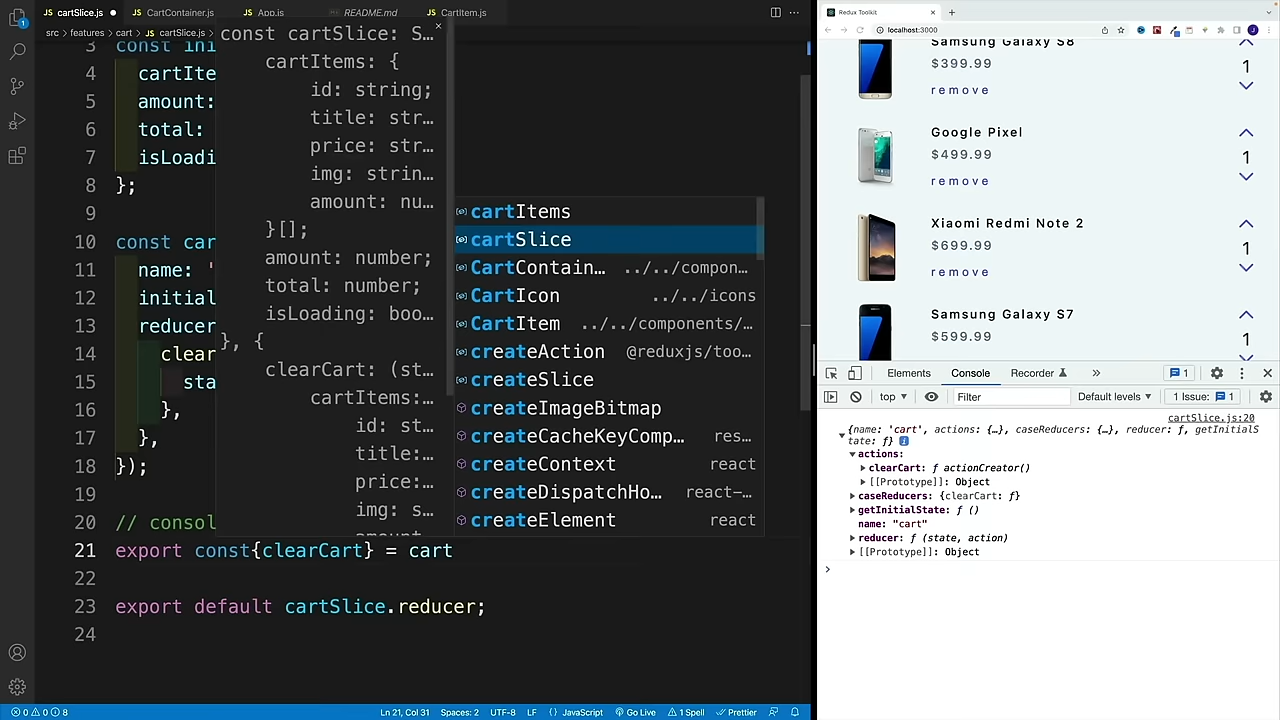 cartSlice.js
CartContainer.js
App.js
README.md
CartItem.js
src > features >
.js
3 const ini
4 cartIte
5 amount:
6 total:
7 isLoadi
8 };
9
10 const car
11 name: '
12 initial
13 reducer
14 clear
15 sta
16 },
17 },
18 });
19
20 // consol
21 export const{clearCart} = cart
22
23 export default cartSlice.reducer;
24
const cartSlice: S…
cartItems: {
id: string;
title: str…
price: str…
img: strin…
amount: nu…
}[];
amount: number;
total: number;
isLoading: boo…
}, {
clearCart: (st…
cartItems:…
id: st…
title:…
price:…
img: s…
amount
cartItems
cartSlice
CartContain… ../../compon…
CartIcon ../../icons
CartItem ../../components/…
createAction @reduxjs/too…
createSlice
createImageBitmap
createCacheKeyComp… res…
createContext react
createDispatchHo… react-…
createElement react
1
0 0 8
Ln 21, Col 31 Spaces: 2 UTF-8 LF {} JavaScript Go Live 1 Spell Prettier
Redux Toolkit
localhost:3000
J
Samsung Galaxy S8
$399.99
remove
1
Google Pixel
$499.99
remove
1
Xiaomi Redmi Note 2
$699.99
remove
1
Samsung Galaxy S7
$599.99
1
Elements Console Recorder » 1
top ▼ Filter Default levels ▼ 1 Issue: 1
cartSlice.js:20
{name: 'cart', actions: {…}, caseReducers: {…}, reducer: ƒ, getInitialS
tate: ƒ} i
actions:
clearCart: ƒ actionCreator()
[[Prototype]]: Object
caseReducers: {clearCart: ƒ}
getInitialState: ƒ ()
name: "cart"
reducer: ƒ (state, action)
[[Prototype]]: Object
>